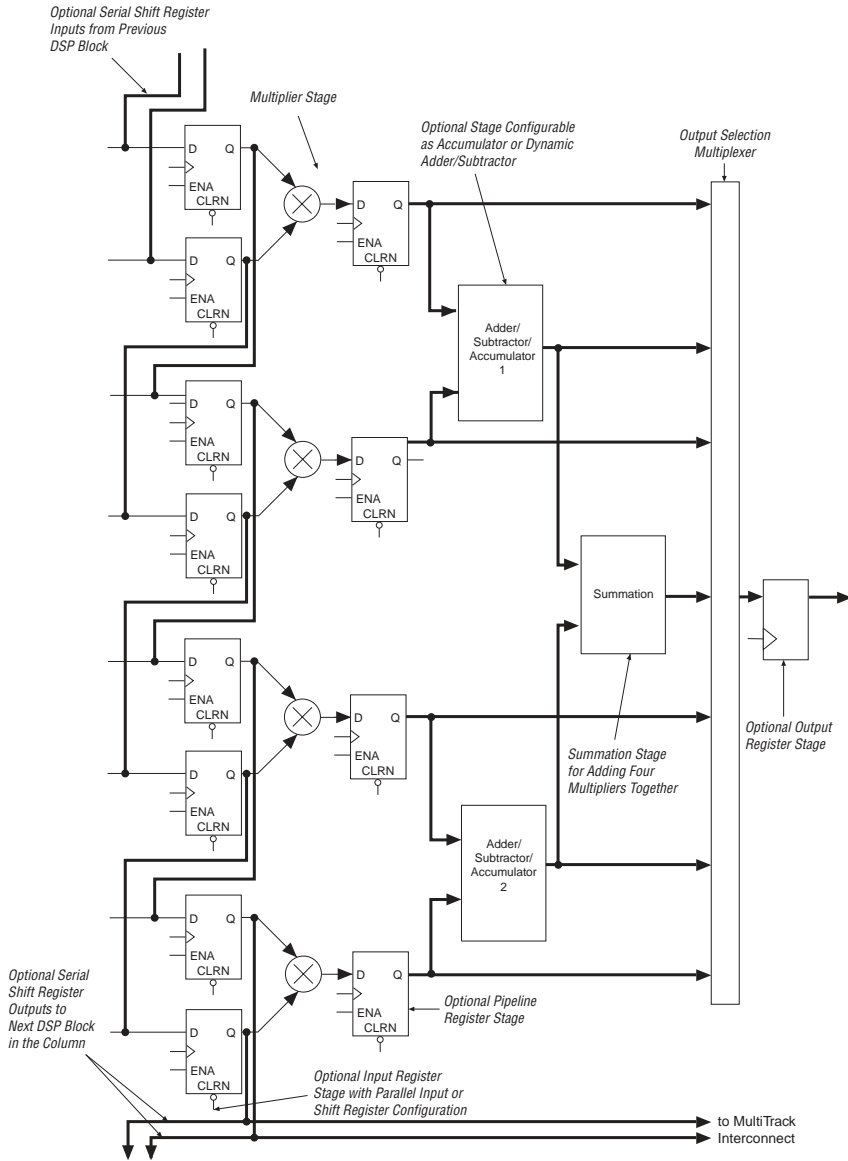 Optional Serial Shift Register
Inputs from Previous
DSP Block
Multiplier Stage
Optional Stage Configurable
as Accumulator or Dynamic
Adder/Subtractor
Output Selection
Multiplexer
D Q
ENA
CLRN
D Q
ENA
CLRN
D Q
ENA
CLRN
Adder/
Subtractor/
Accumulator
1
D Q
ENA
CLRN
D Q
ENA
CLRN
D Q
ENA
CLRN
Summation
D Q
ENA
CLRN
D Q
ENA
CLRN
D Q
ENA
CLRN
Optional Output
Register Stage
Summation Stage
for Adding Four
Multipliers Together
Adder/
Subtractor/
Accumulator
2
D Q
ENA
CLRN
D Q
ENA
CLRN
D Q
ENA
CLRN
Optional Serial
Shift Register
Outputs to
Next DSP Block
in the Column
Optional Pipeline
Register Stage
Optional Input Register
Stage with Parallel Input or
Shift Register Configuration
to MultiTrack
Interconnect